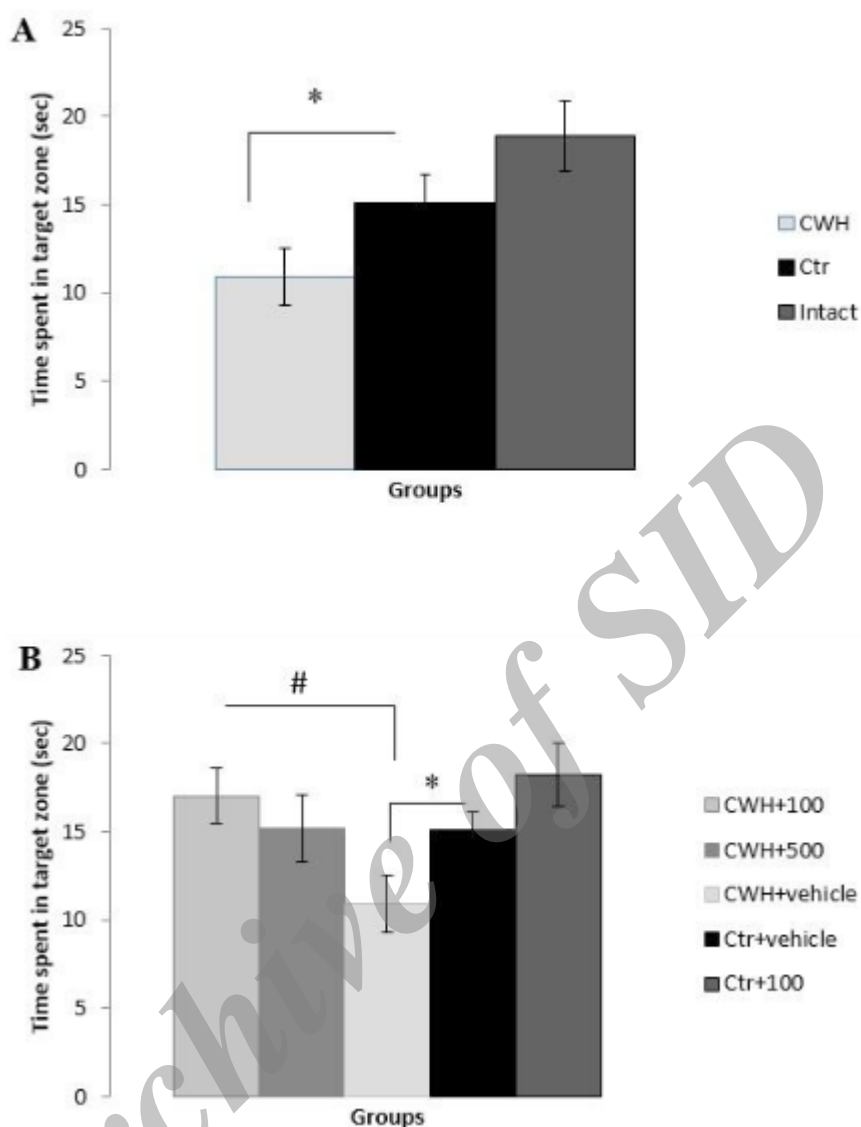 A
25
20
15
10
5
0
Time spent in target zone (sec)
*
Groups
CWH
Ctr
Intact
B
25
20
15
10
5
0
Time spent in target zone (sec)
#
*
Groups
CWH+100
CWH+500
CWH+vehicle
Ctr+vehicle
Ctr+100
rchive of SID